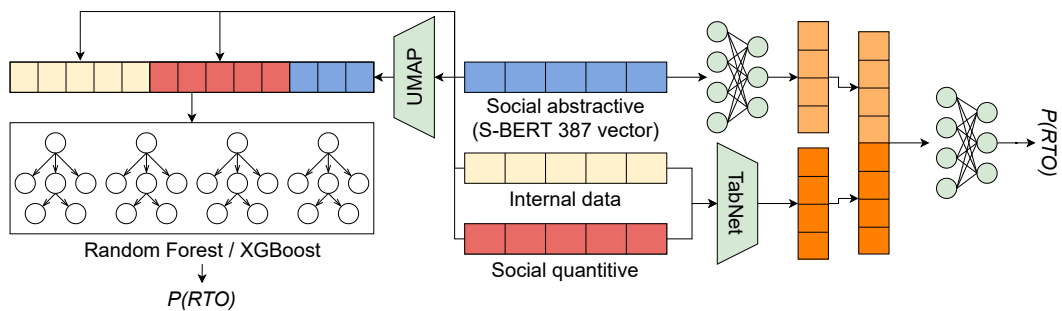 UMAP
Social abstractive
(S-BERT 387 vector)
Internal data
Social quantitive
TabNet
P(RTO)
Random Forest / XGBoost
P(RTO)